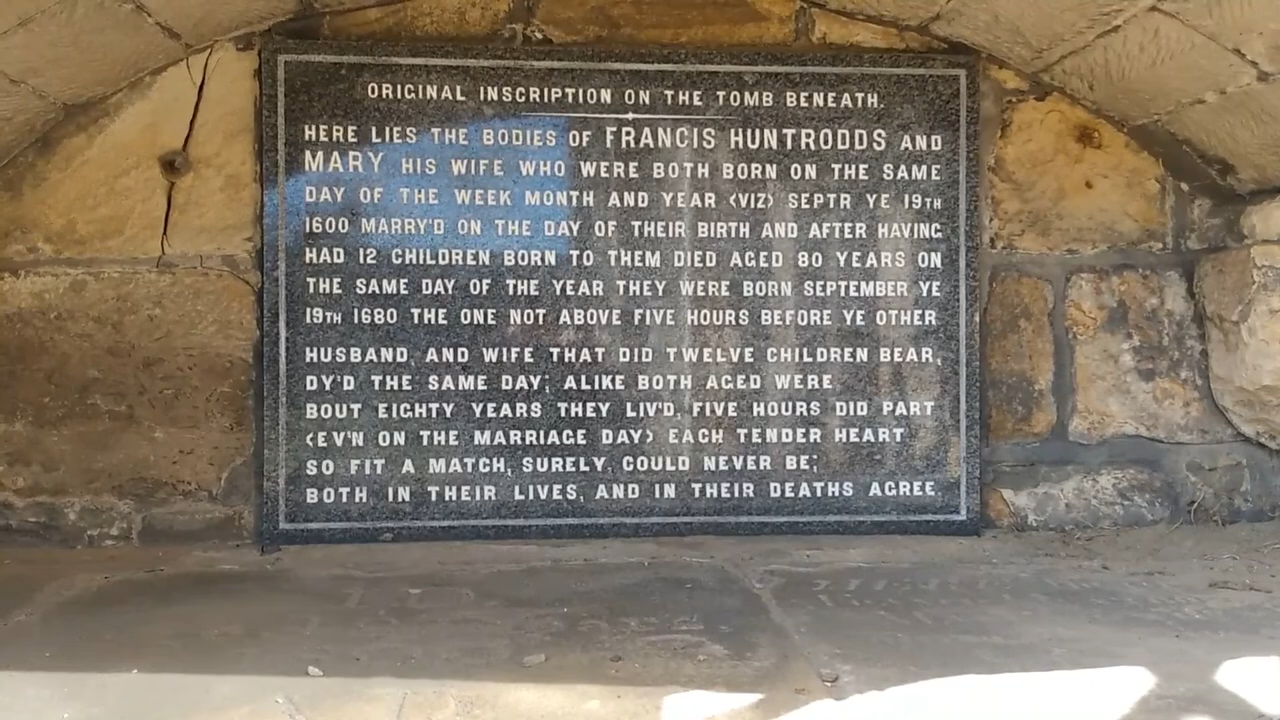 ORIGINAL INSCRIPTION ON THE TOMB BENEATH.
HERE LIES THE BODIES OF FRANCIS HUNTRODDS AND
MARY HIS WIFE WHO WERE BOTH BORN ON THE SAME
DAY OF THE WEEK MONTH AND YEAR (VIZ) SEPTR YE 19TH
1600 MARRY'D ON THE DAY OF THEIR BIRTH AND AFTER HAVING
HAD 12 CHILDREN BORN TO THEM DIED AGED 80 YEARS ON
THE SAME DAY OF THE YEAR THEY WERE BORN SEPTEMBER YE
19TH 1680 THE ONE NOT ABOVE FIVE HOURS BEFORE YE OTHER
HUSBAND, AND WIFE THAT DID TWELVE CHILDREN BEAR,
DY'D THE SAME DAY; ALIKE BOTH AGED WERE
BOUT EIGHTY YEARS THEY LIV'D, FIVE HOURS DID PART
(EV'N ON THE MARRIAGE DAY) EACH TENDER HEART
SO FIT A MATCH, SURELY, COULD NEVER BE;
BOTH IN THEIR LIVES, AND IN THEIR DEATHS AGREE